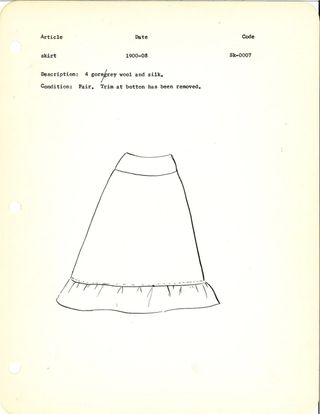 Article Date Code
skirt 1900-08 Sk-0007
Description: 4 gore/grey wool and silk.
Condition: Fair. Trim at botton has been removed.